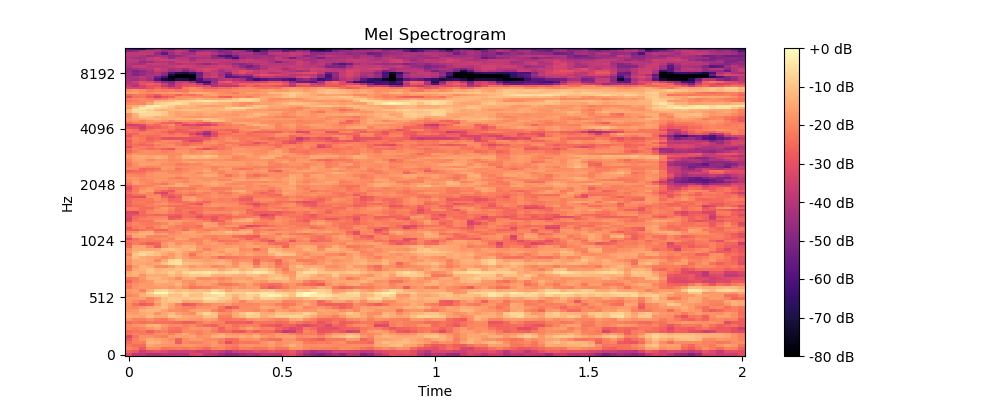 Mel Spectrogram
Hz
8192
4096
2048
1024
512
0
0
0.5
1
1.5
2
Time
+0 dB
-10 dB
-20 dB
-30 dB
-40 dB
-50 dB
-60 dB
-70 dB
-80 dB